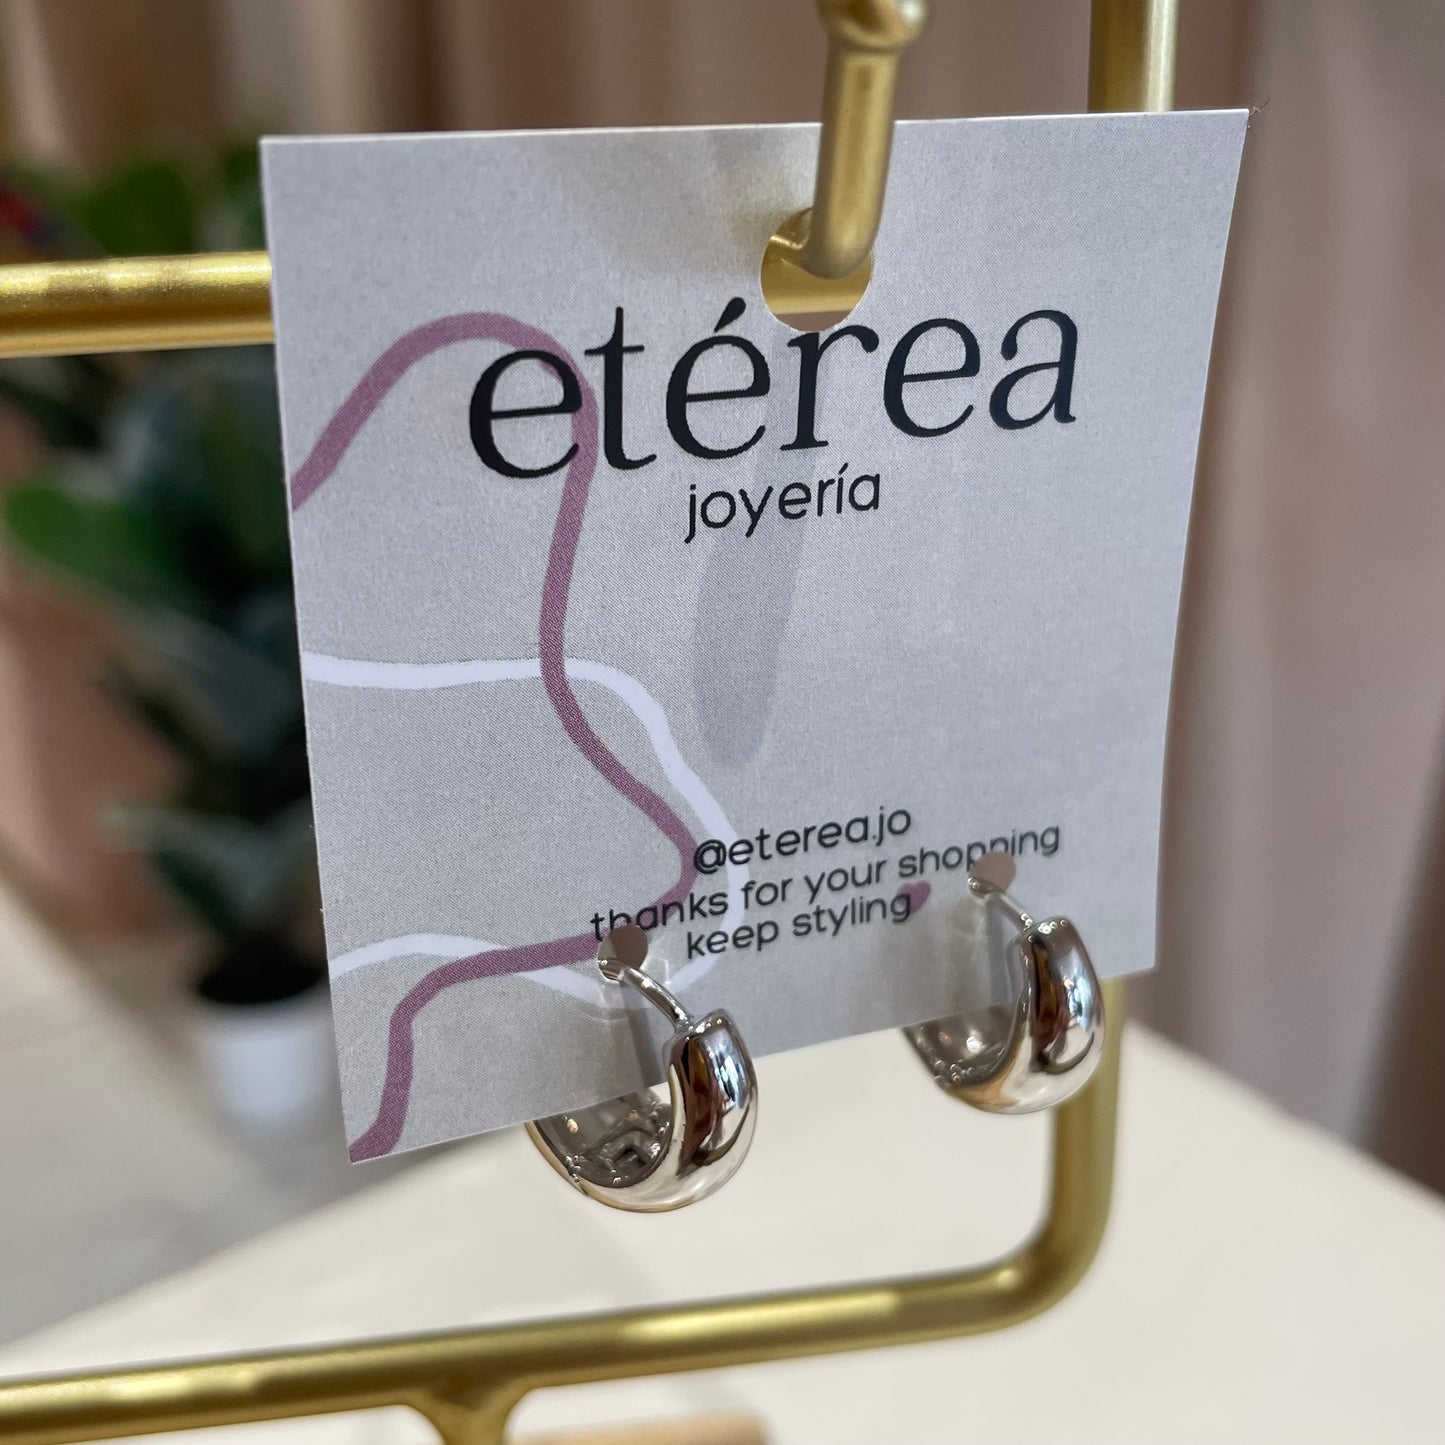 etérea
joyería
@eterea.jo
thanks for your shopping
keep styling